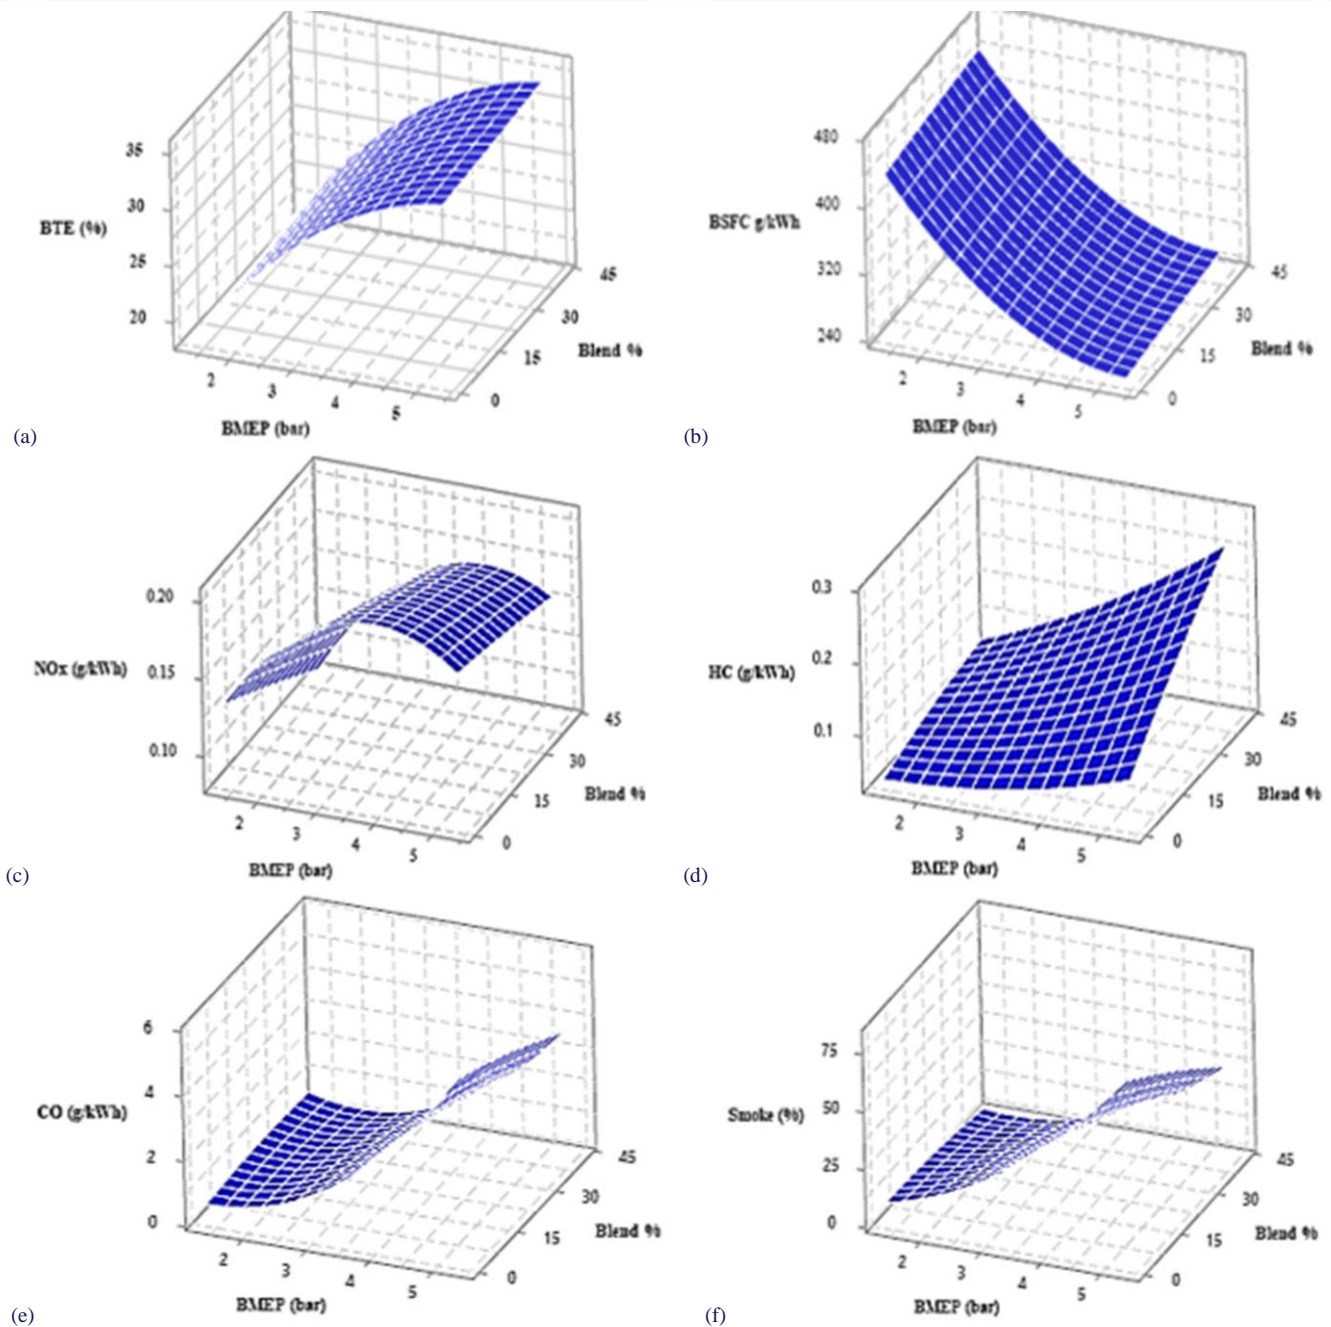 35
30
BTE (%)
25
20
2
3
4
5
BMEP (bar)
0
15
30
45
Blend %
(a)
480
400
BSFC g/kWh
320
240
2
3
4
5
BMEP (bar)
0
15
30
45
Blend %
(b)
0.20
NOx (g/kWh)
0.15
0.10
2
3
4
5
BMEP (bar)
0
15
30
45
Blend %
(c)
0.3
0.2
HC (g/kWh)
0.1
2
3
4
5
BMEP (bar)
0
15
30
45
Blend %
(d)
6
4
CO (g/kWh)
2
0
2
3
4
5
BMEP (bar)
0
15
30
45
Blend %
(e)
75
50
Smoke (%)
25
0
2
3
4
5
BMEP (bar)
0
15
30
45
Blend %
(f)